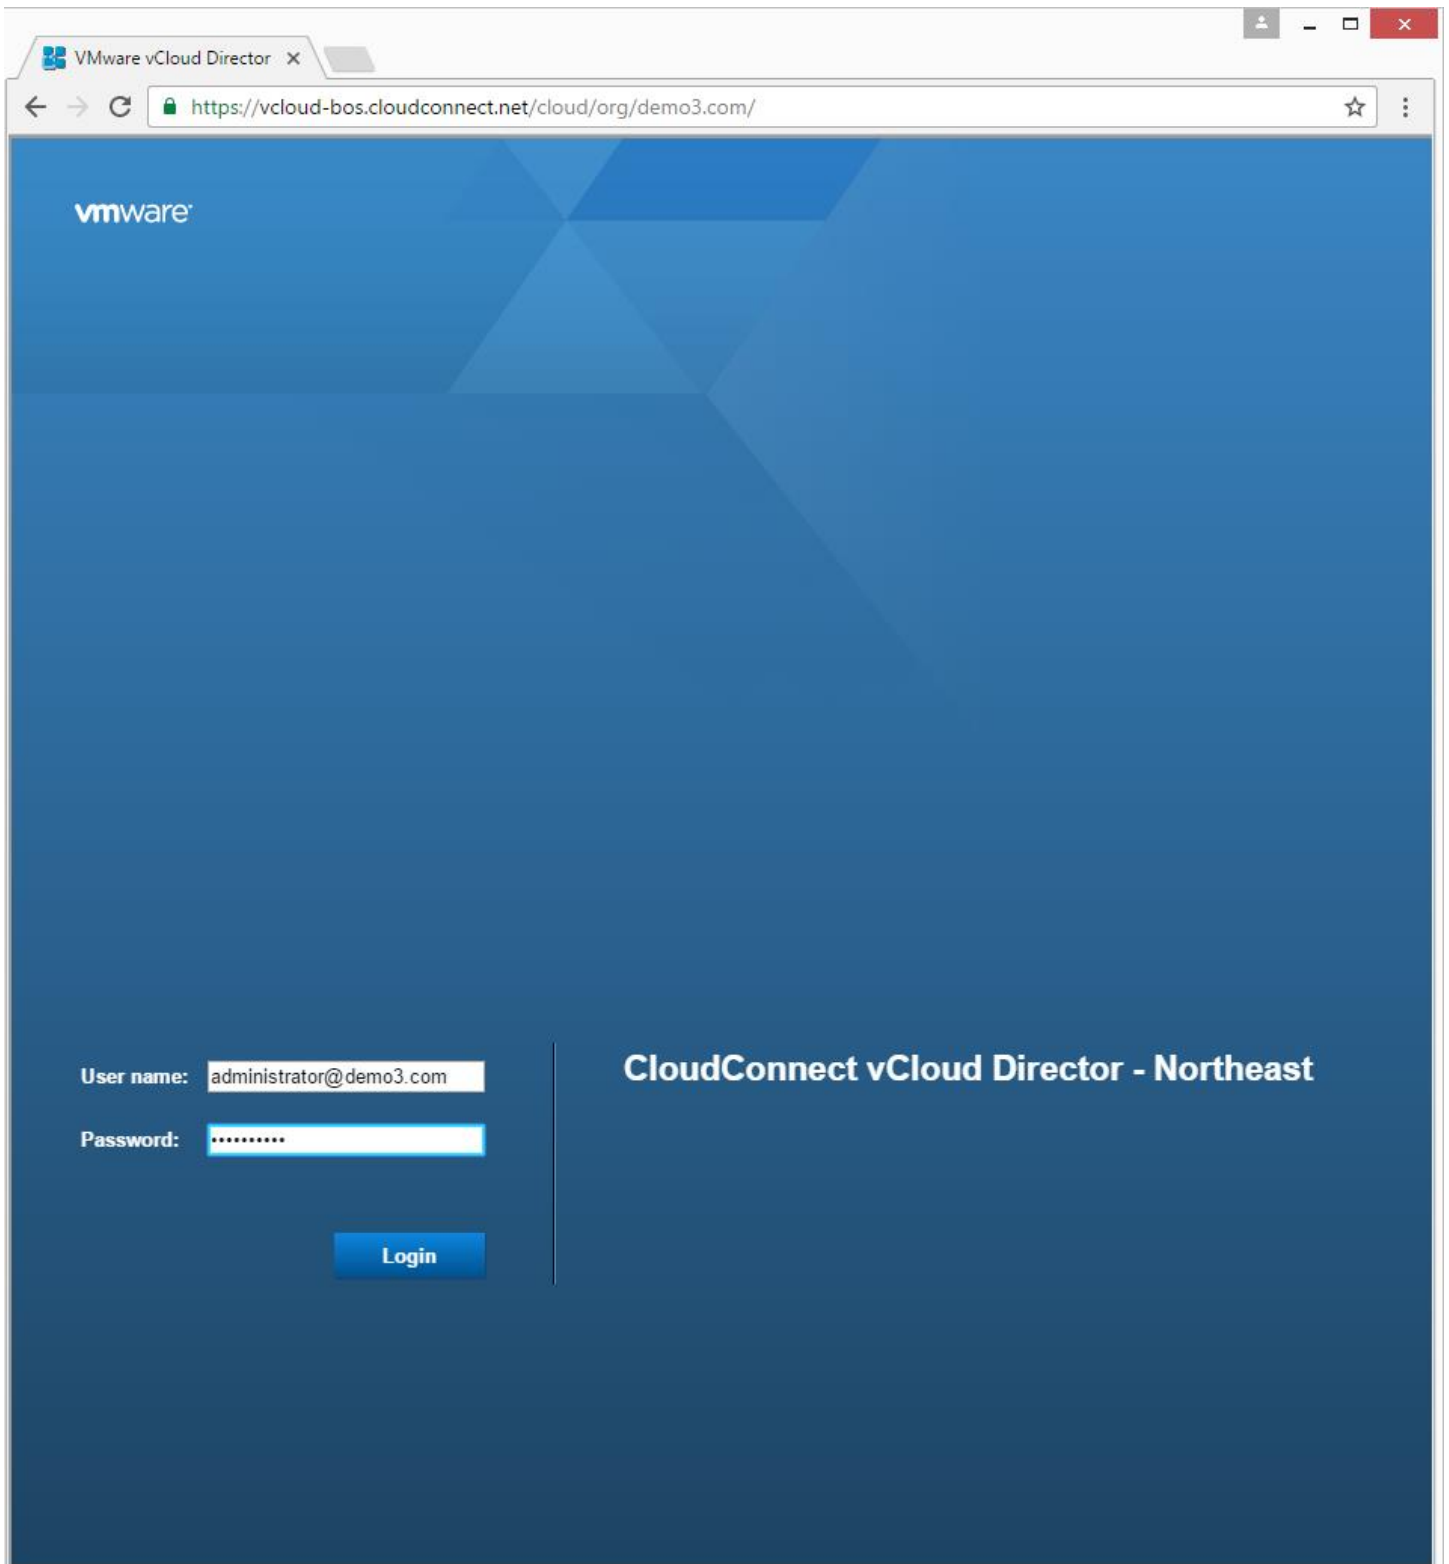 VMware vCloud Director
https://vcloud-bos.cloudconnect.net/cloud/org/demo3.com/
vmware
User name: administrator@demo3.com
CloudConnect vCloud Director - Northeast
Password: ••••••••••
Login